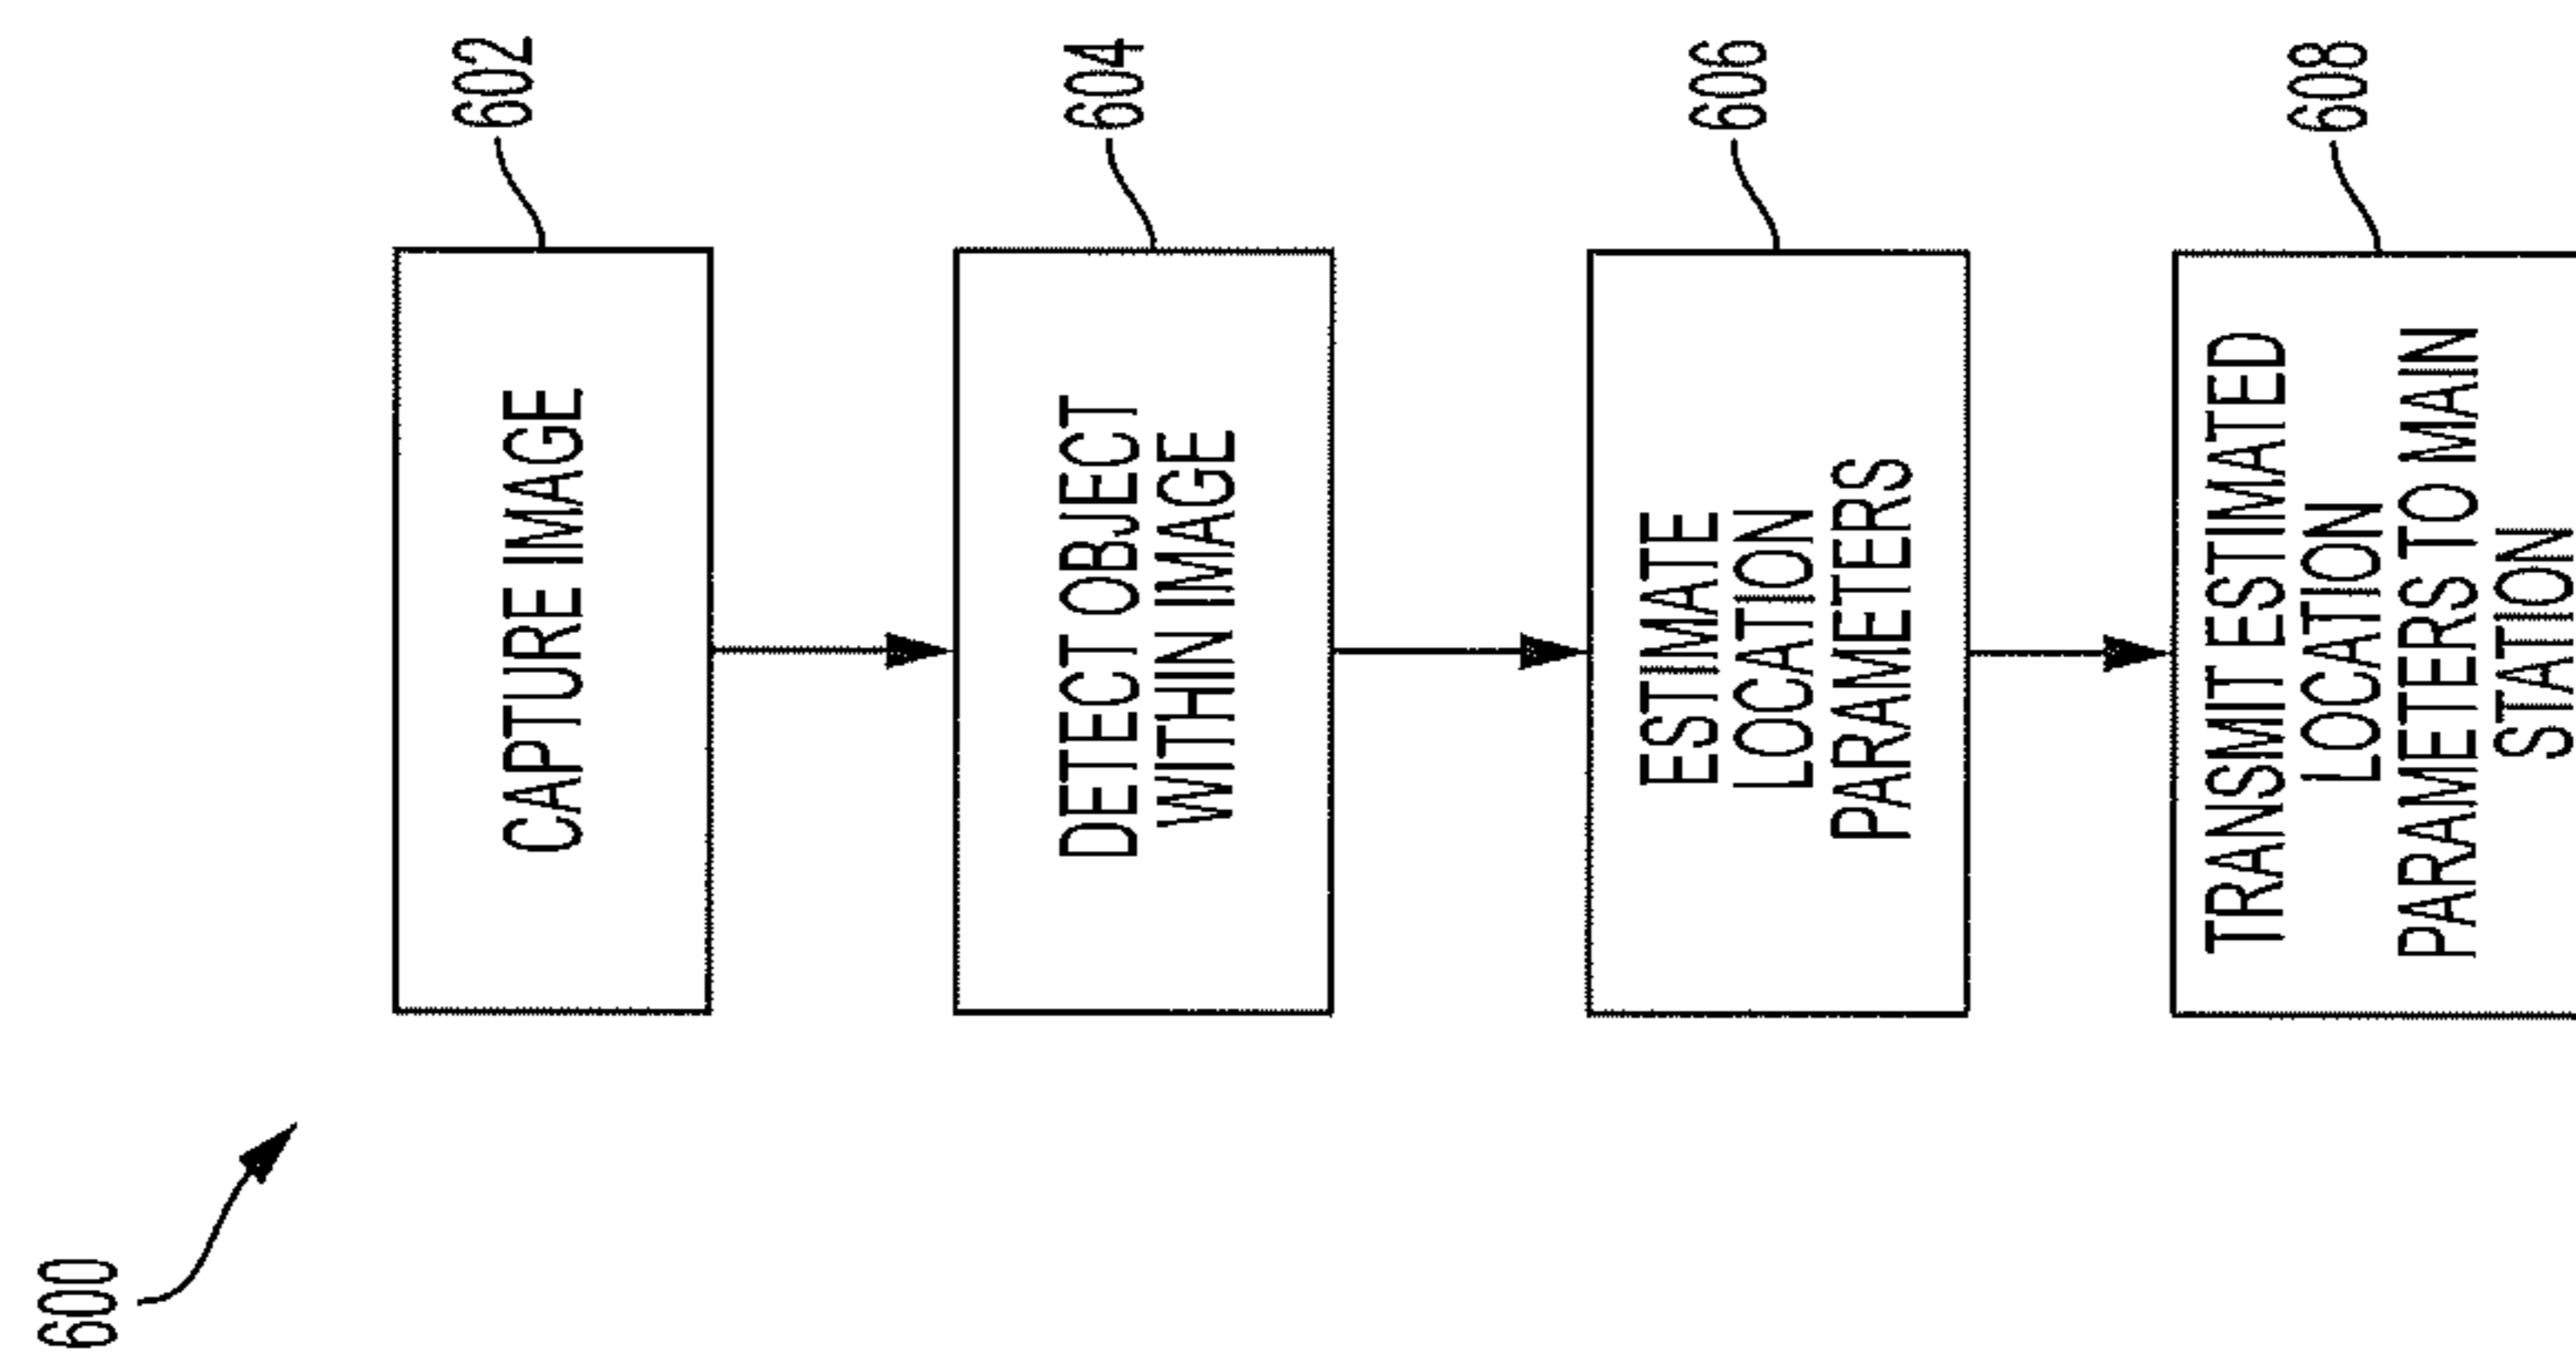 600
CAPTURE IMAGE
602
DETECT OBJECT
WITHIN IMAGE
604
ESTIMATE
LOCATION
PARAMETERS
606
TRANSMIT ESTIMATED
LOCATION
PARAMETERS TO MAIN
STATION
608